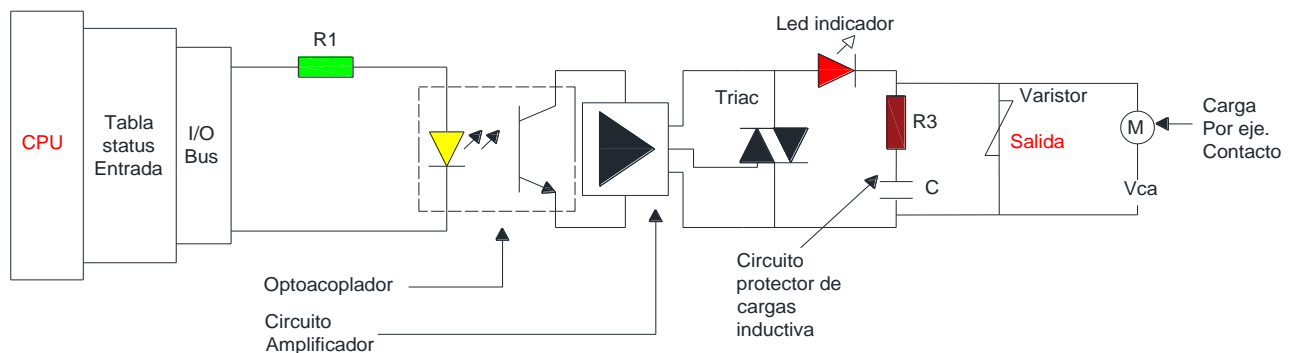 CPU
Tabla
status
Entrada
I/O
Bus
R1
Optoacoplador
Circuito
Amplificador
Triac
Led indicador
R3
C
Circuito
protector de
cargas
inductiva
Varistor
Salida
M
Vca
Carga
Por eje.
Contacto